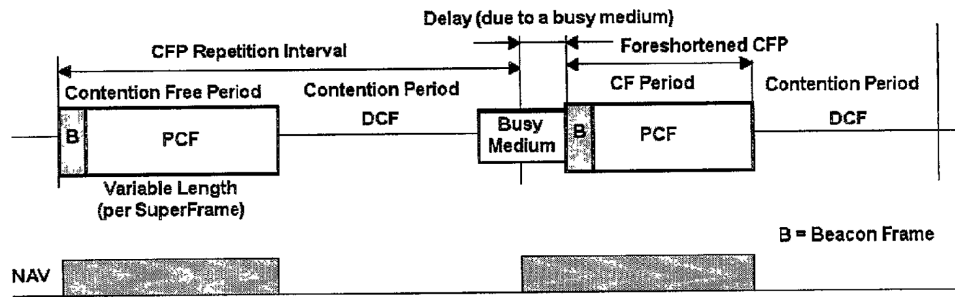 Delay (due to a busy medium)
CFP Repetition Interval
Foreshortened CFP
Contention Free Period
Contention Period
CF Period
Contention Period
DCF
DCF
B
PCF
Busy
Medium
B
PCF
Variable Length
(per SuperFrame)
B = Beacon Frame
NAV